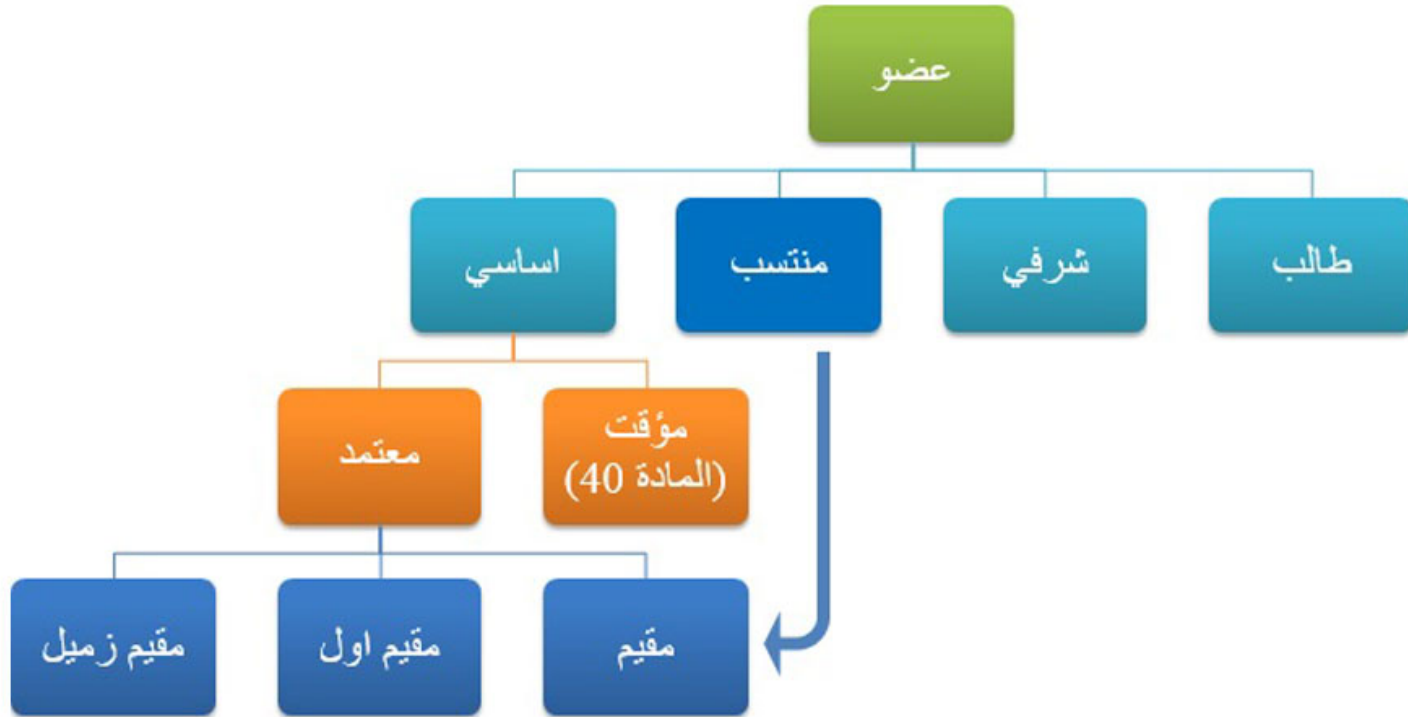 عضو
طالب
شرفي
منتسب
اساسي
مؤقت
(المادة 40)
معتمد
مقيم
مقيم اول
مقيم زميل